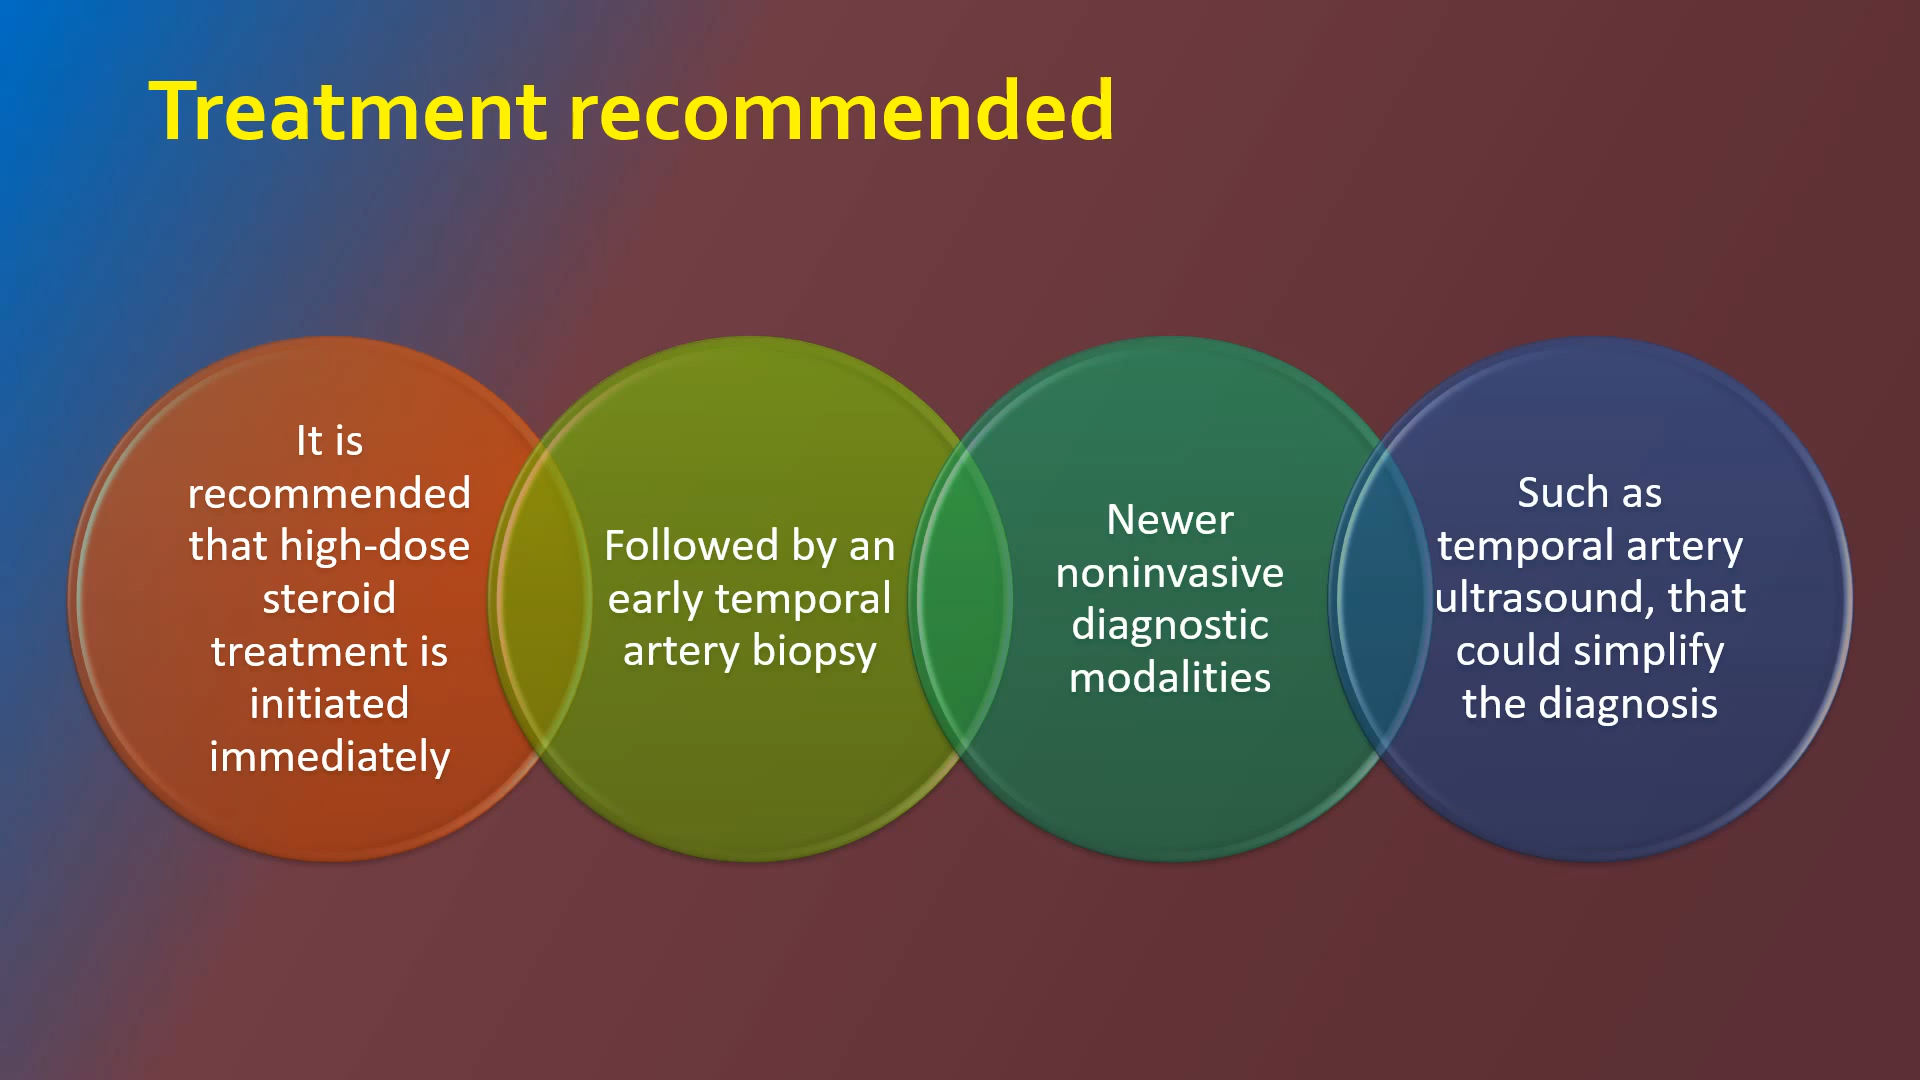 Treatment recommended
It is
recommended
that high-dose
steroid
treatment is
initiated
immediately
Followed by an
early temporal
artery biopsy
Newer
noninvasive
diagnostic
modalities
Such as
temporal artery
ultrasound, that
could simplify
the diagnosis